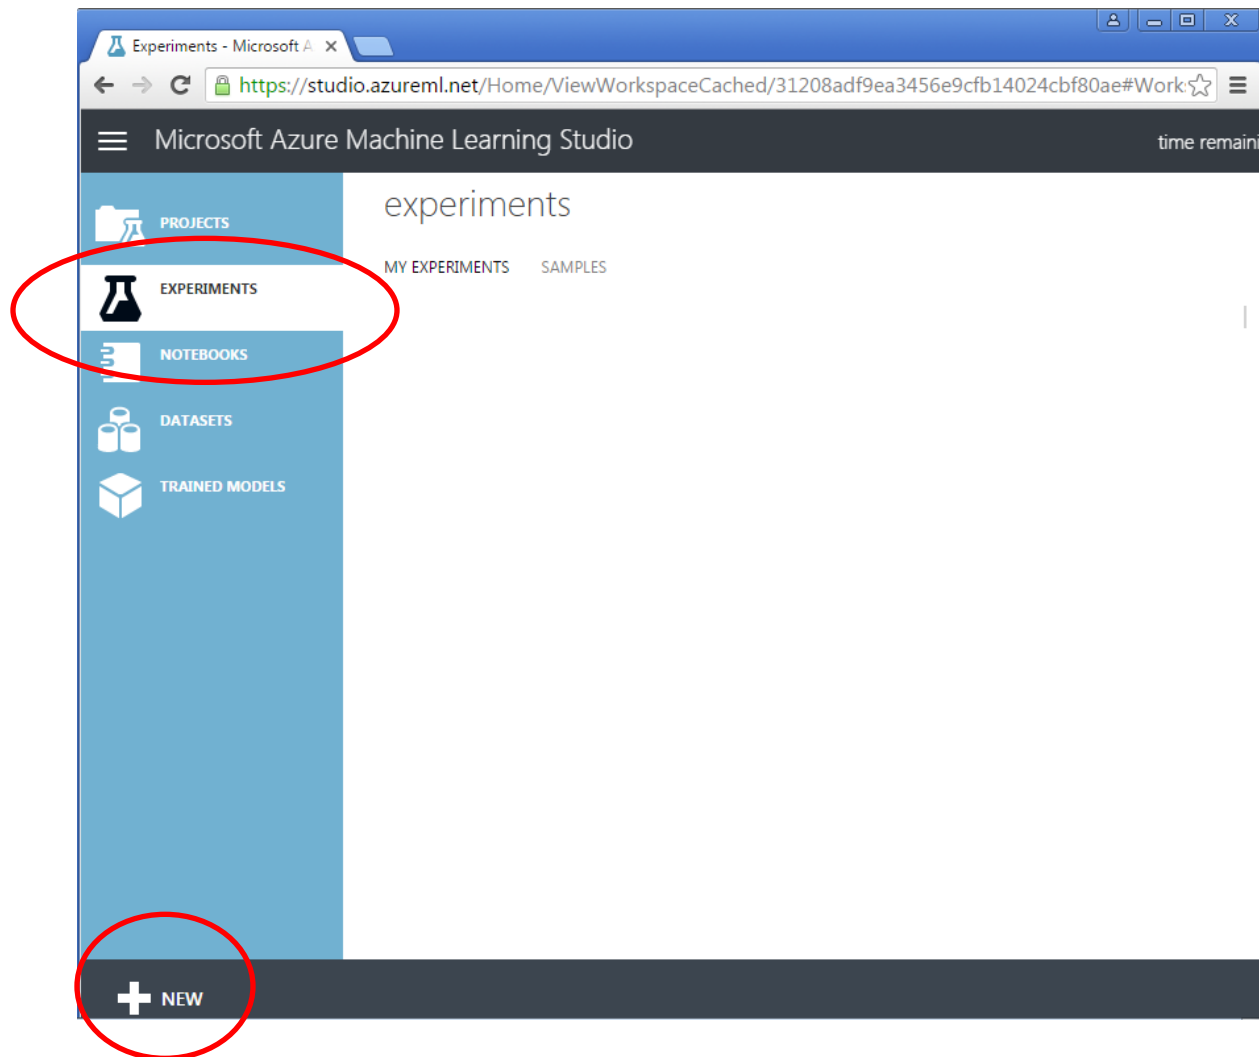 Experiments - Microsoft A
https://studio.azureml.net/Home/ViewWorkspaceCached/31208adf9ea3456e9cfb14024cbf80ae#Work
Microsoft Azure Machine Learning Studio
time remaini
PROJECTS
EXPERIMENTS
NOTEBOOKS
DATASETS
TRAINED MODELS
experiments
MY EXPERIMENTS SAMPLES
NEW